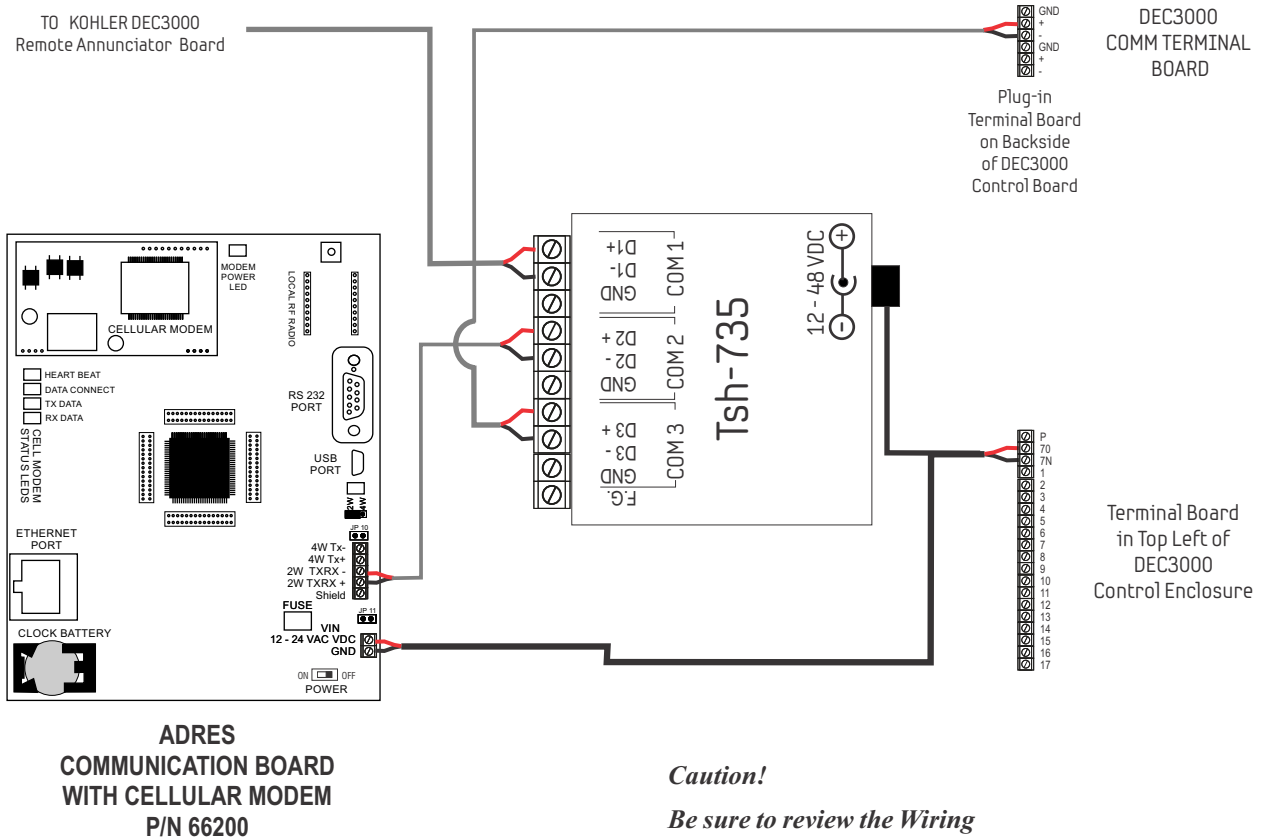 TO KOHLER DEC3000
Remote Annunciator Board
GND
+
-
GND
+
-
DEC3000
COMM TERMINAL
BOARD
Plug-in
Terminal Board
on Backside
of DEC3000
Control Board
MODEM
POWER
LED
CELLULAR MODEM
LOCAL RF RADIO
HEART BEAT
DATA CONNECT
TX DATA
RX DATA
CELL MODEM
STATUS LEDS
RS 232
PORT
USB
PORT
2W
4W
JP 10
4W Tx-
4W Tx+
2W TXRX -
2W TXRX +
Shield
ETHERNET
PORT
FUSE
JP 11
VIN
12 - 24 VAC VDC
GND
CLOCK BATTERY
ON OFF
POWER
D1+
D1-
GND
COM 1
D2 +
D2 -
GND
COM 2
D3 +
D3 -
GND
COM 3
F.G.
Tsh-735
12 - 48 VDC
+
-
P
70
7N
1
2
3
4
5
6
7
8
9
10
11
12
13
14
15
16
17
Terminal Board
in Top Left of
DEC3000
Control Enclosure
ADRES
COMMUNICATION BOARD
WITH CELLULAR MODEM
P/N 66200
Caution!
Be sure to review the Wiring